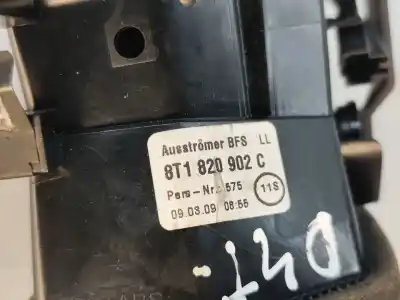 Ausströmer BFS LL
8T1 820 902 C
Pers-Nr.: 575 11S
09.03.09 08:55